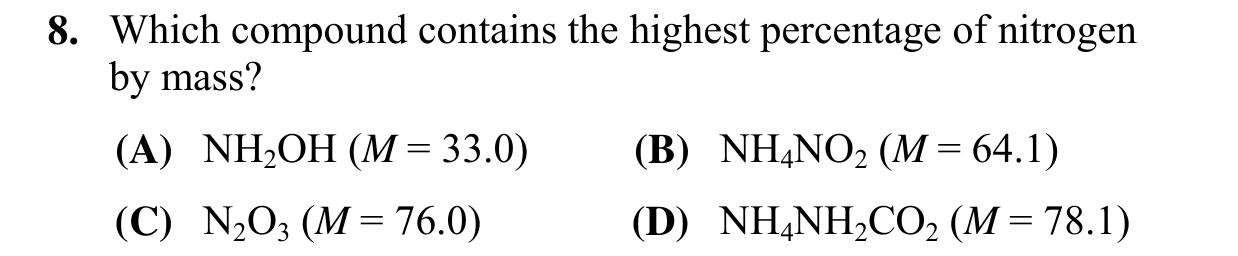 8. Which compound contains the highest percentage of nitrogen
by mass?
(A) NH₂OH (M = 33.0) (B) NH₄NO₂ (M = 64.1)
(C) N₂O₃ (M = 76.0) (D) NH₄NH₂CO₂ (M = 78.1)